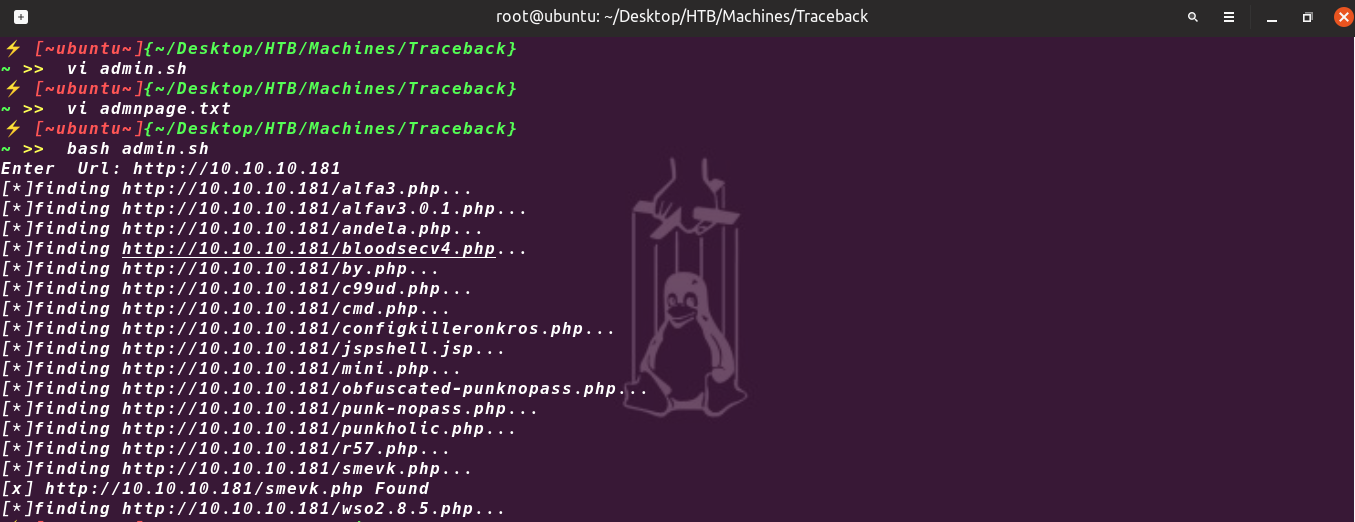 root@ubuntu: ~/Desktop/HTB/Machines/Traceback
⚡ [~ubuntu~]{~/Desktop/HTB/Machines/Traceback}
~ >>  vi admin.sh
⚡ [~ubuntu~]{~/Desktop/HTB/Machines/Traceback}
~ >>  vi admnpage.txt
⚡ [~ubuntu~]{~/Desktop/HTB/Machines/Traceback}
~ >>  bash admin.sh
Enter  Url: http://10.10.10.181
[*]finding http://10.10.10.181/alfa3.php...
[*]finding http://10.10.10.181/alfav3.0.1.php...
[*]finding http://10.10.10.181/andela.php...
[*]finding http://10.10.10.181/bloodsecv4.php...
[*]finding http://10.10.10.181/by.php...
[*]finding http://10.10.10.181/c99ud.php...
[*]finding http://10.10.10.181/cmd.php...
[*]finding http://10.10.10.181/configkilleronkros.php...
[*]finding http://10.10.10.181/jspshell.jsp...
[*]finding http://10.10.10.181/mini.php...
[*]finding http://10.10.10.181/obfuscated-punknopass.php...
[*]finding http://10.10.10.181/punk-nopass.php...
[*]finding http://10.10.10.181/punkholic.php...
[*]finding http://10.10.10.181/r57.php...
[*]finding http://10.10.10.181/smevk.php...
[x] http://10.10.10.181/smevk.php Found
[*]finding http://10.10.10.181/wso2.8.5.php...